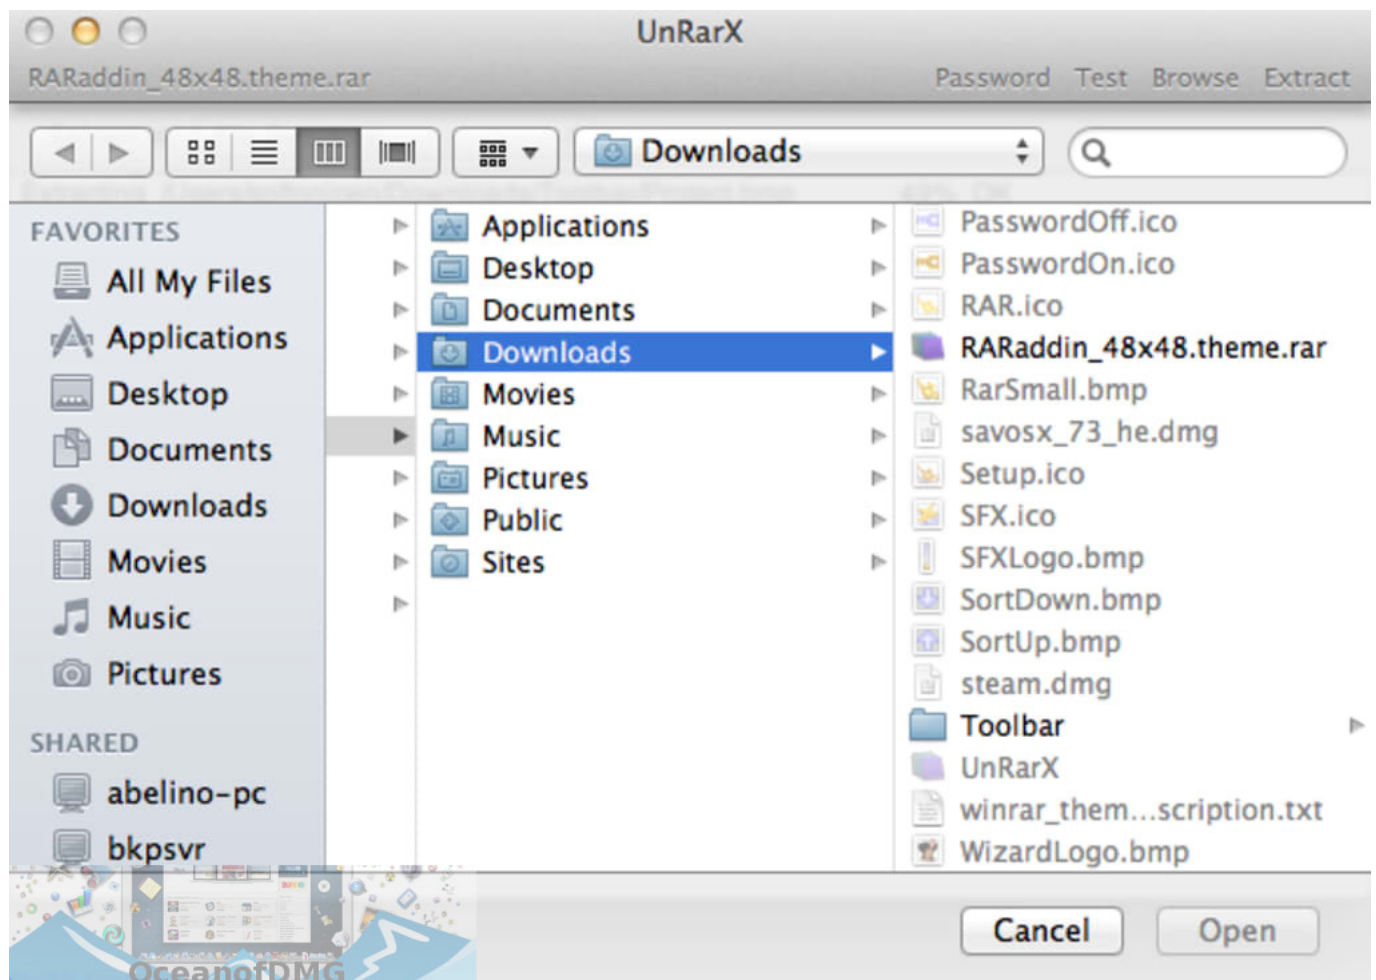 UnRarX
RARaddin_48x48.theme.rar
Password Test Browse Extract
Downloads
FAVORITES
All My Files
Applications
Desktop
Documents
Downloads
Movies
Music
Pictures
SHARED
abelino-pc
bkpsvr
Applications
Desktop
Documents
Downloads
Movies
Music
Pictures
Public
Sites
PasswordOff.ico
PasswordOn.ico
RAR.ico
RARaddin_48x48.theme.rar
RarSmall.bmp
savosx_73_he.dmg
Setup.ico
SFX.ico
SFXLogo.bmp
SortDown.bmp
SortUp.bmp
steam.dmg
Toolbar
UnRarX
winrar_them...scription.txt
WizardLogo.bmp
Cancel
Open
OceanofDMG